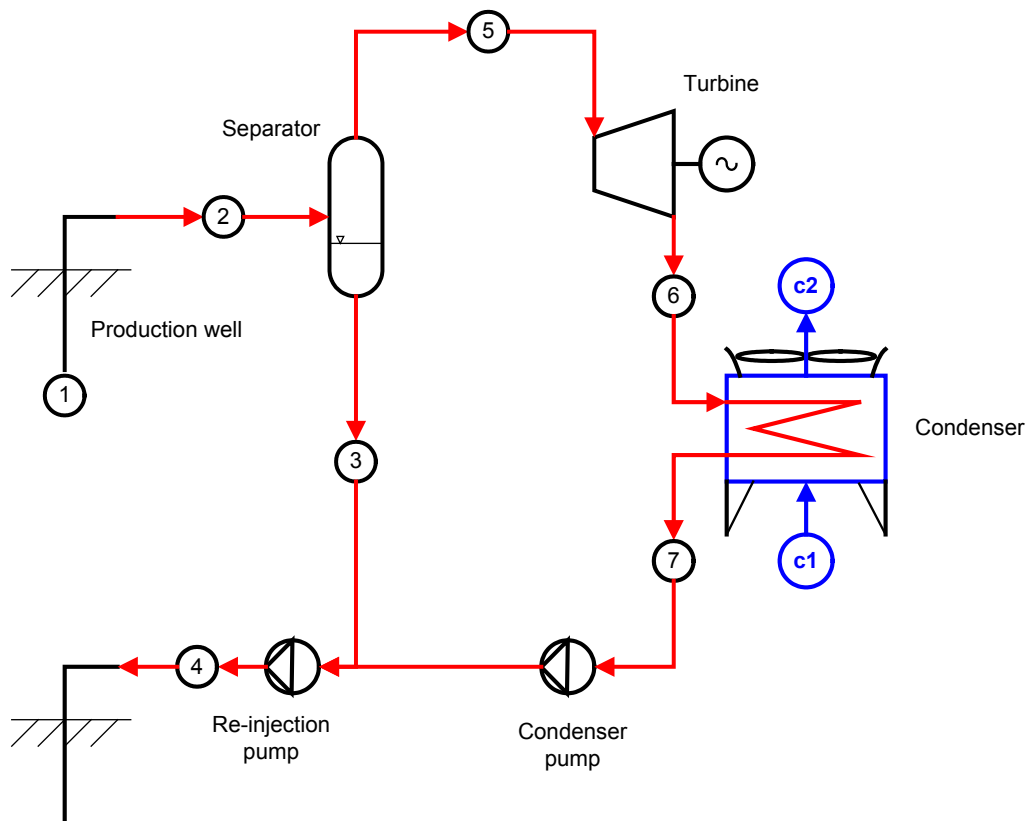 5
Turbine
Separator
2
c2
6
Production well
1
Condenser
3
7
c1
4
Re-injection
pump
Condenser
pump